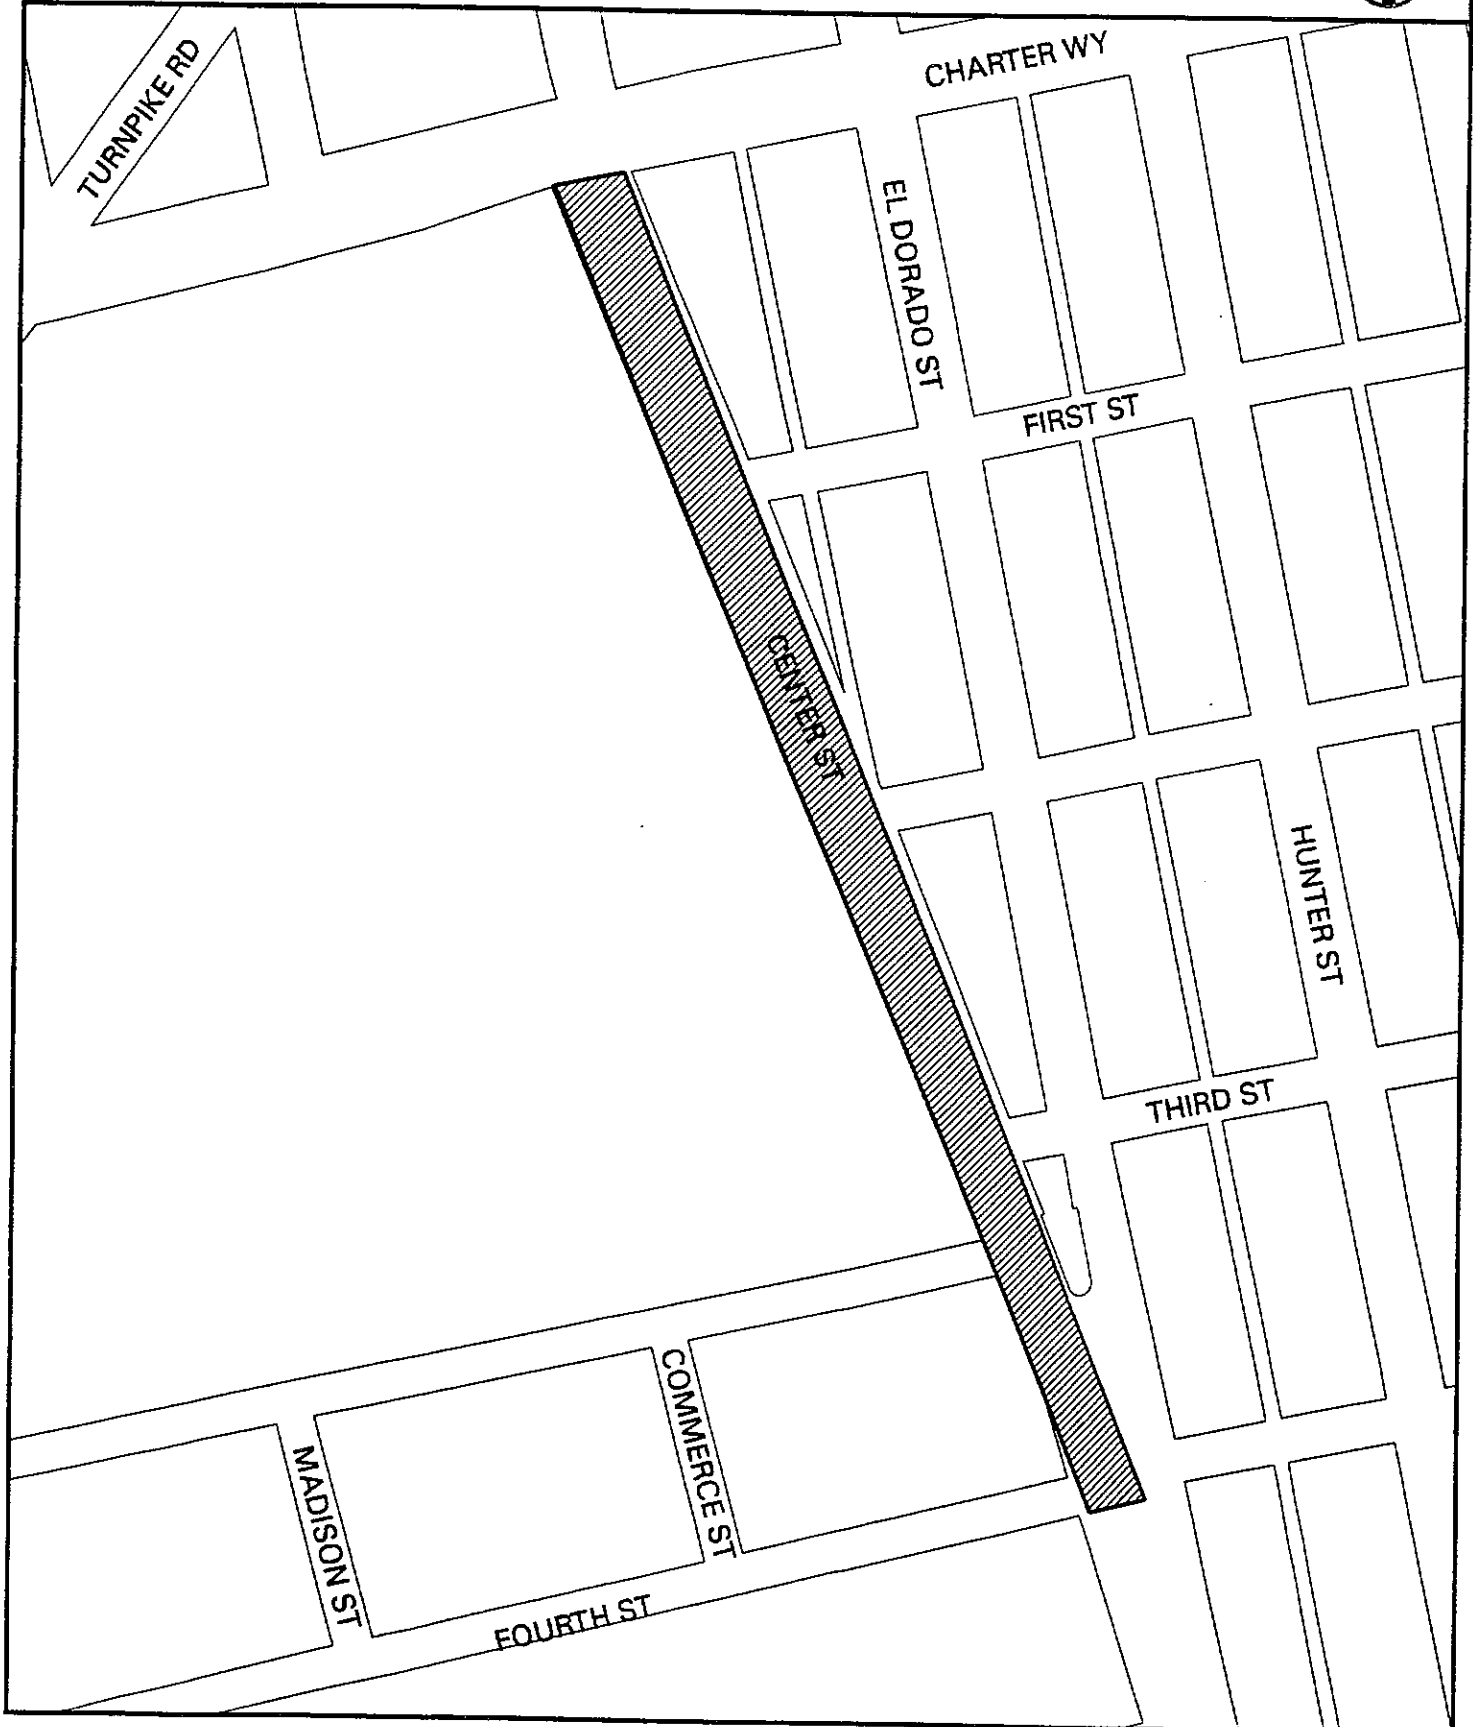 CHARTER WY
TURNPIKE RD
EL DORADO ST
FIRST ST
CENTER ST
HUNTER ST
THIRD ST
COMMERCE ST
MADISON ST
FOURTH ST